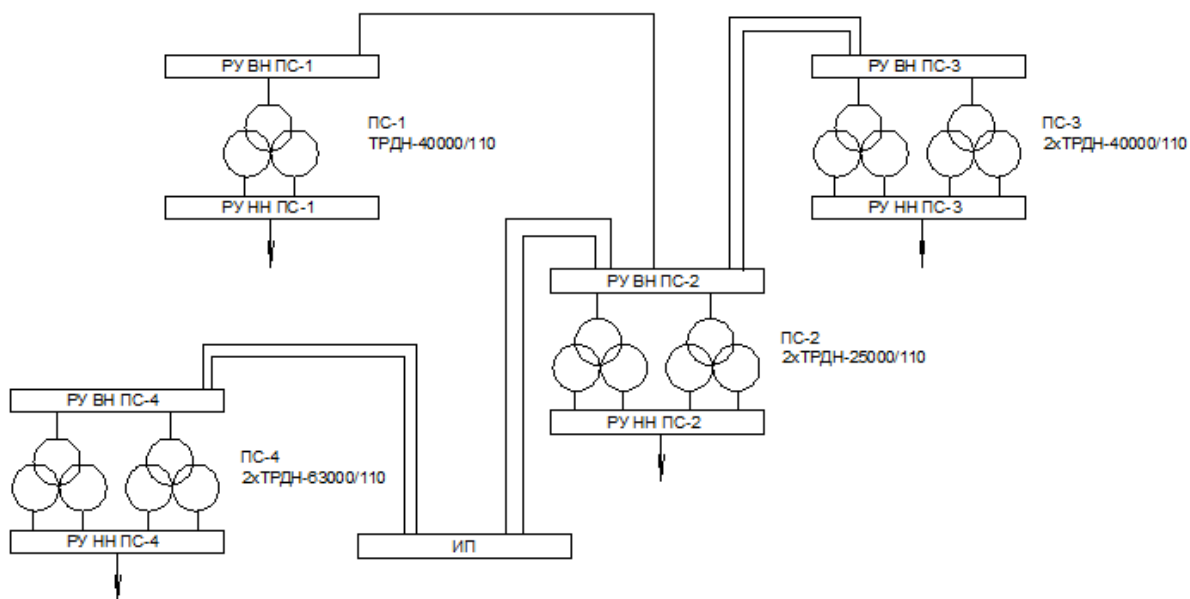 РУ ВН ПС-1
ПС-1
ТРДН-40000/110
РУ НН ПС-1
РУ ВН ПС-3
ПС-3
2хТРДН-40000/110
РУ НН ПС-3
РУ ВН ПС-2
ПС-2
2хТРДН-25000/110
РУ НН ПС-2
РУ ВН ПС-4
ПС-4
2хТРДН-63000/110
РУ НН ПС-4
ИП